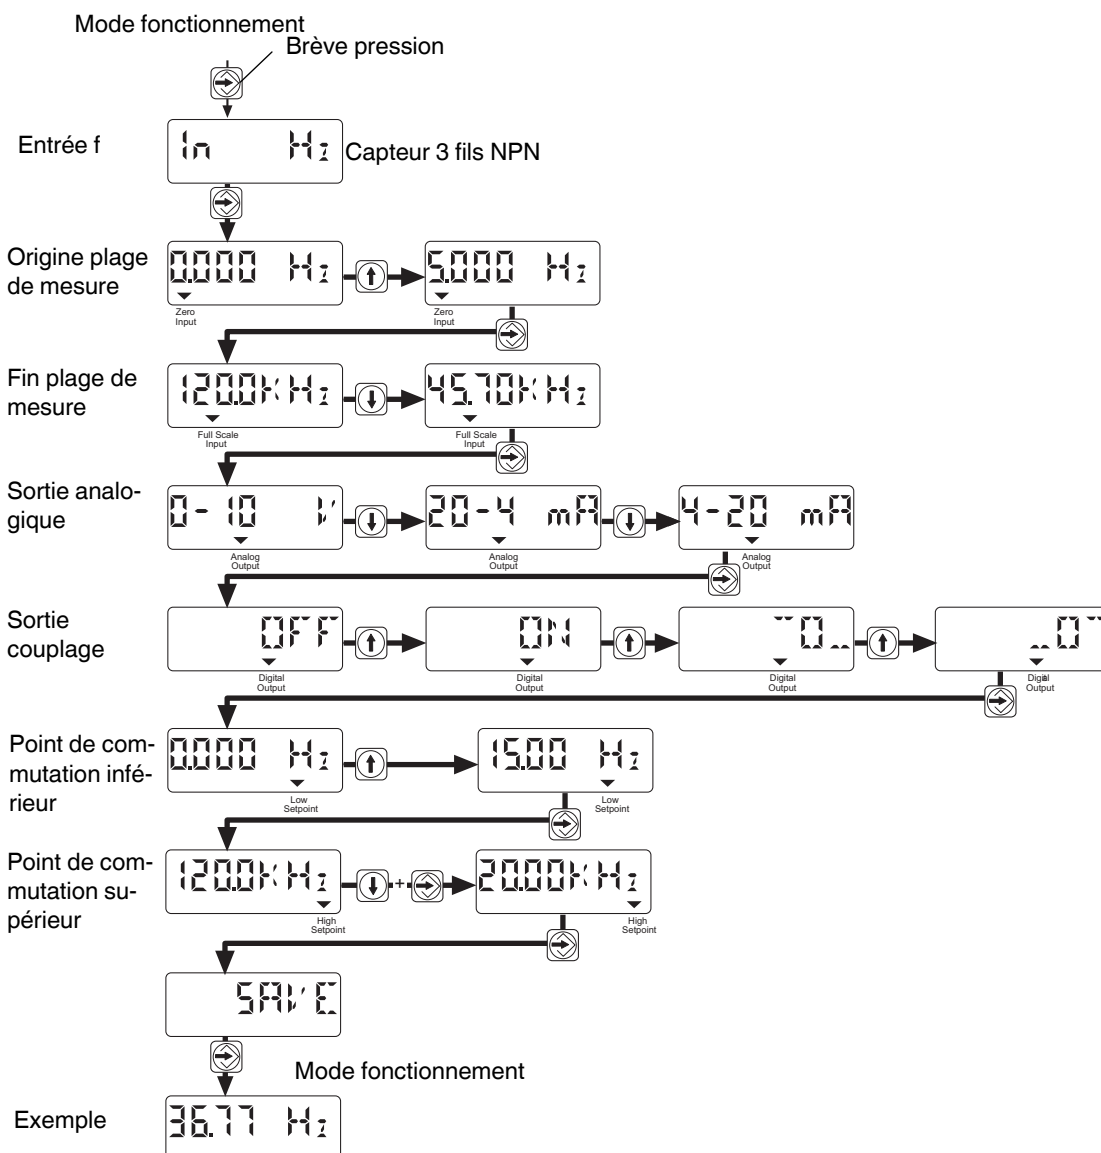 Mode fonctionnement
Brève pression
Entrée f
In Hz
Capteur 3 fils NPN
Origine plage
de mesure
0.000 Hz
5.000 Hz
Zero
Input
Zero
Input
Fin plage de
mesure
120.0kHz
45.70kHz
Full Scale
Input
Full Scale
Input
Sortie analo-
gique
0-10 V
20-4 mA
4-20 mA
Analog
Output
Analog
Output
Analog
Output
Sortie
couplage
OFF
ON
¯0_
_0¯
Digital
Output
Digital
Output
Digital
Output
Digital
Output
Point de com-
mutation infé-
rieur
0.000 Hz
15.00 Hz
Low
Setpoint
Low
Setpoint
Point de com-
mutation su-
périeur
120.0kHz
+
20.00kHz
High
Setpoint
High
Setpoint
SAVE
Mode fonctionnement
Exemple
36.77 Hz